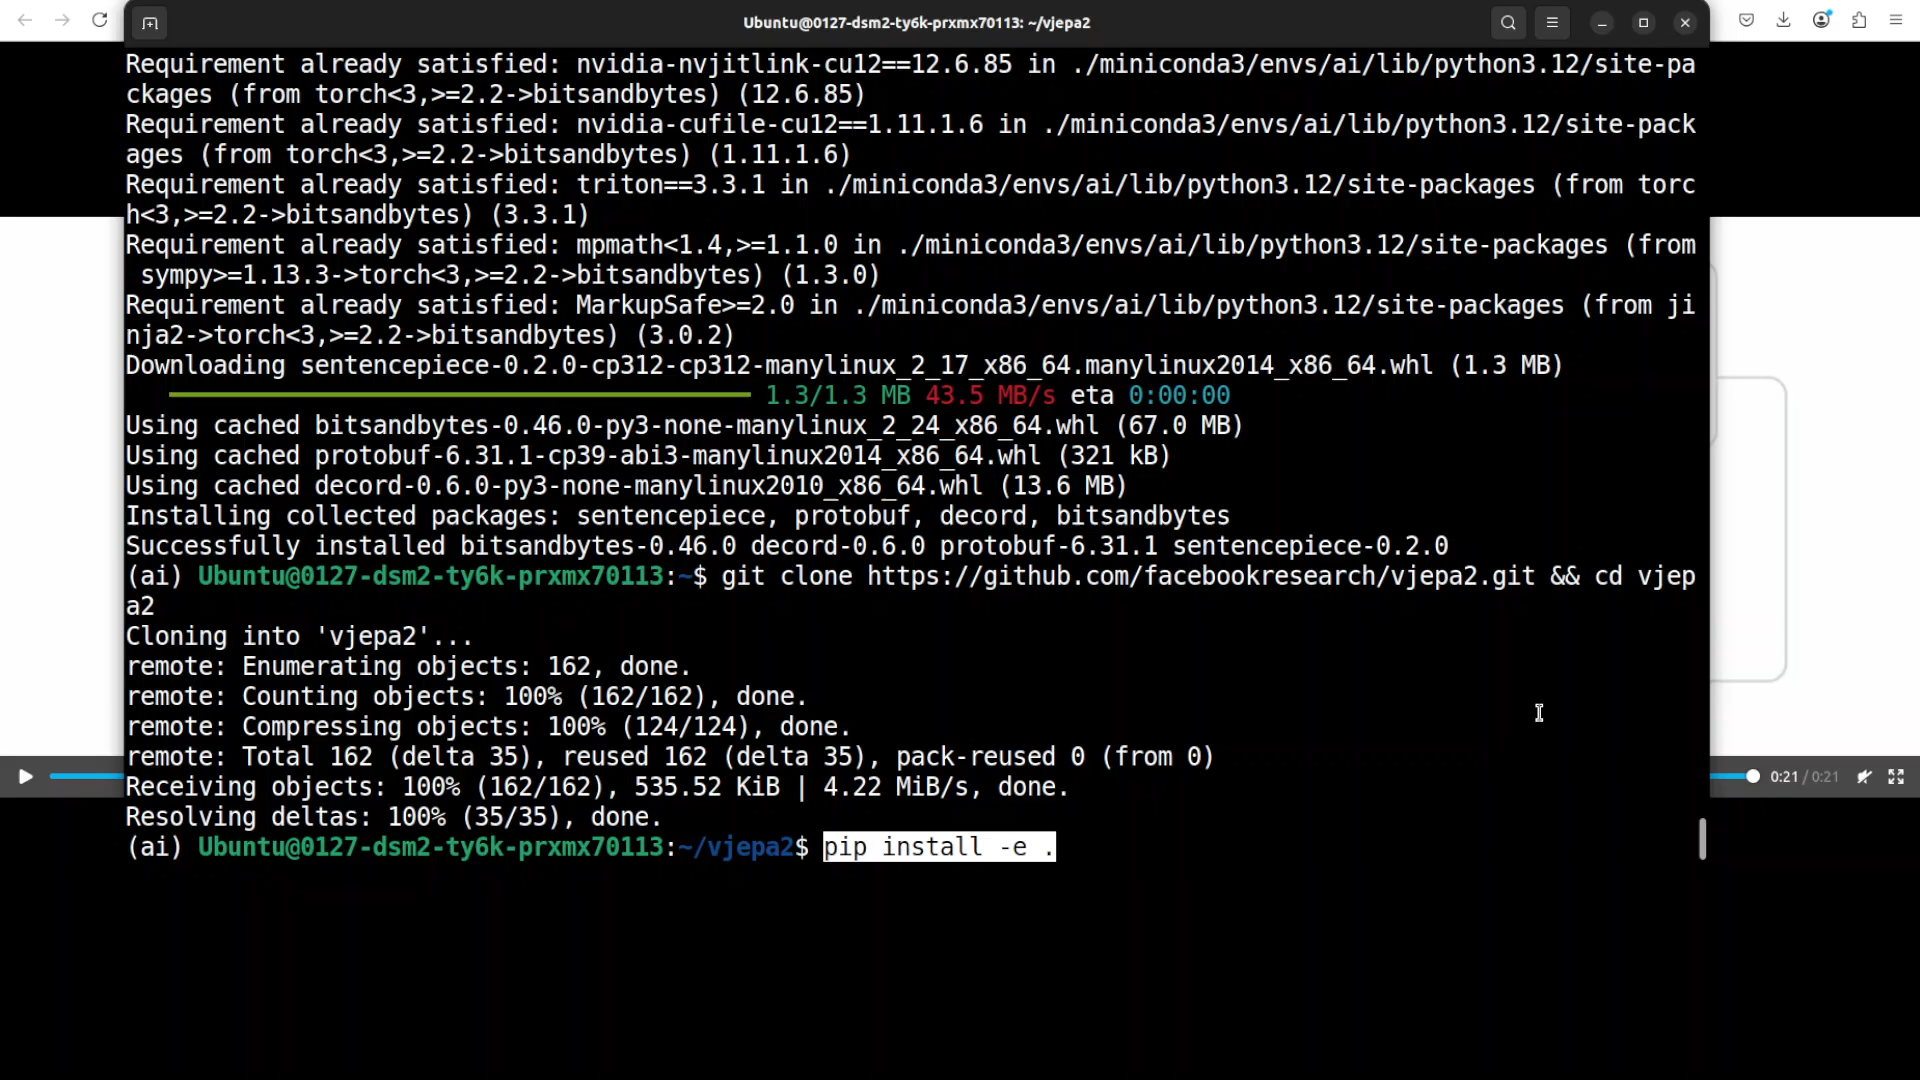 Ubuntu@0127-dsm2-ty6k-prxmx70113: ~/vjepa2
Requirement already satisfied: nvidia-nvjitlink-cu12==12.6.85 in ./miniconda3/envs/ai/lib/python3.12/site-pa
ckages (from torch<3,>=2.2->bitsandbytes) (12.6.85)
Requirement already satisfied: nvidia-cufile-cu12==1.11.1.6 in ./miniconda3/envs/ai/lib/python3.12/site-pack
ages (from torch<3,>=2.2->bitsandbytes) (1.11.1.6)
Requirement already satisfied: triton==3.3.1 in ./miniconda3/envs/ai/lib/python3.12/site-packages (from torc
h<3,>=2.2->bitsandbytes) (3.3.1)
Requirement already satisfied: mpmath<1.4,>=1.1.0 in ./miniconda3/envs/ai/lib/python3.12/site-packages (from
 sympy>=1.13.3->torch<3,>=2.2->bitsandbytes) (1.3.0)
Requirement already satisfied: MarkupSafe>=2.0 in ./miniconda3/envs/ai/lib/python3.12/site-packages (from ji
nja2->torch<3,>=2.2->bitsandbytes) (3.0.2)
Downloading sentencepiece-0.2.0-cp312-cp312-manylinux_2_17_x86_64.manylinux2014_x86_64.whl (1.3 MB)
1.3/1.3 MB 43.5 MB/s eta 0:00:00
Using cached bitsandbytes-0.46.0-py3-none-manylinux_2_24_x86_64.whl (67.0 MB)
Using cached protobuf-6.31.1-cp39-abi3-manylinux2014_x86_64.whl (321 kB)
Using cached decord-0.6.0-py3-none-manylinux2010_x86_64.whl (13.6 MB)
Installing collected packages: sentencepiece, protobuf, decord, bitsandbytes
Successfully installed bitsandbytes-0.46.0 decord-0.6.0 protobuf-6.31.1 sentencepiece-0.2.0
(ai) Ubuntu@0127-dsm2-ty6k-prxmx70113:~$ git clone https://github.com/facebookresearch/vjepa2.git && cd vjep
a2
Cloning into 'vjepa2'...
remote: Enumerating objects: 162, done.
remote: Counting objects: 100% (162/162), done.
remote: Compressing objects: 100% (124/124), done.
remote: Total 162 (delta 35), reused 162 (delta 35), pack-reused 0 (from 0)
Receiving objects: 100% (162/162), 535.52 KiB | 4.22 MiB/s, done.
0:21 / 0:21
Resolving deltas: 100% (35/35), done.
(ai) Ubuntu@0127-dsm2-ty6k-prxmx70113:~/vjepa2$ pip install -e .